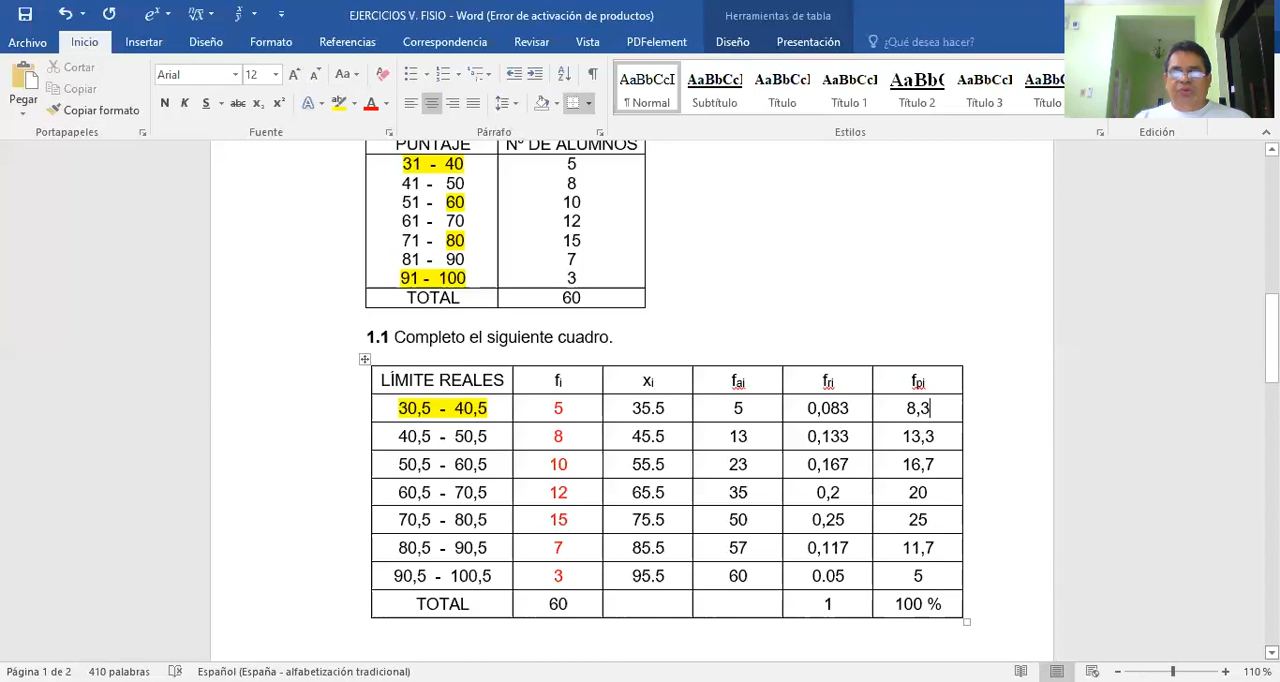 EJERCICIOS V. FISIO - Word (Error de activación de productos)
Herramientas de tabla
Archivo Inicio Insertar Diseño Formato Referencias Correspondencia Revisar Vista PDFelement Diseño Presentación ¿Qué desea hacer?
Cortar
Copiar
Pegar Copiar formato
Arial 12
AaBbCcI AaBbCcI AaBbCcI AaBbCcI AaBbC AaBbCcI
¶ Normal Subtítulo Título Título 1 Título 2 Título 3 Título
Portapapeles Fuente Párrafo Estilos Edición
PUNTAJE N° DE ALUMNOS
31 - 40 5
41 - 50 8
51 - 60 10
61 - 70 12
71 - 80 15
81 - 90 7
91 - 100 3
TOTAL 60
1.1 Completo el siguiente cuadro.
LÍMITE REALES fi xi fai fri fpi
30,5 - 40,5 5 35.5 5 0,083 8,3
40,5 - 50,5 8 45.5 13 0,133 13,3
50,5 - 60,5 10 55.5 23 0,167 16,7
60,5 - 70,5 12 65.5 35 0,2 20
70,5 - 80,5 15 75.5 50 0,25 25
80,5 - 90,5 7 85.5 57 0,117 11,7
90,5 - 100,5 3 95.5 60 0.05 5
TOTAL 60 1 100 %
Página 1 de 2 410 palabras Español (España - alfabetización tradicional) 110 %